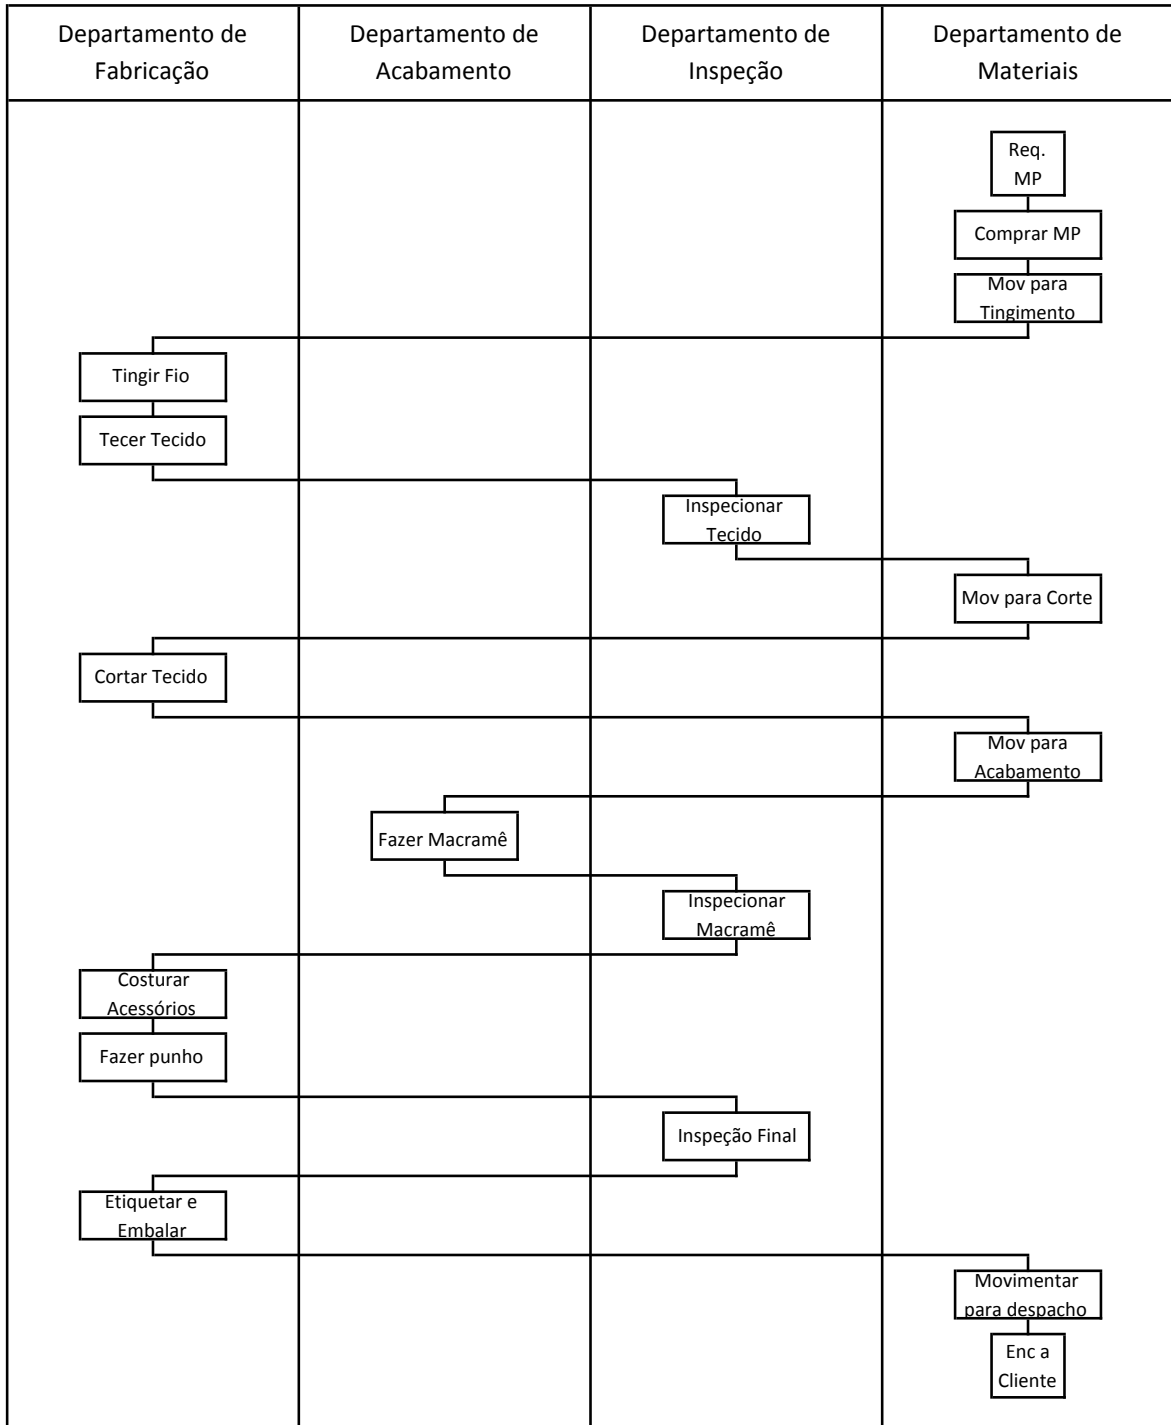 Departamento de
Fabricação
Departamento de
Acabamento
Departamento de
Inspeção
Departamento de
Materiais
Req.
MP
Comprar MP
Mov para
Tingimento
Tingir Fio
Tecer Tecido
Inspecionar
Tecido
Mov para Corte
Cortar Tecido
Mov para
Acabamento
Fazer Macramê
Inspecionar
Macramê
Costurar
Acessórios
Fazer punho
Inspeção Final
Etiquetar e
Embalar
Movimentar
para despacho
Enc a
Cliente